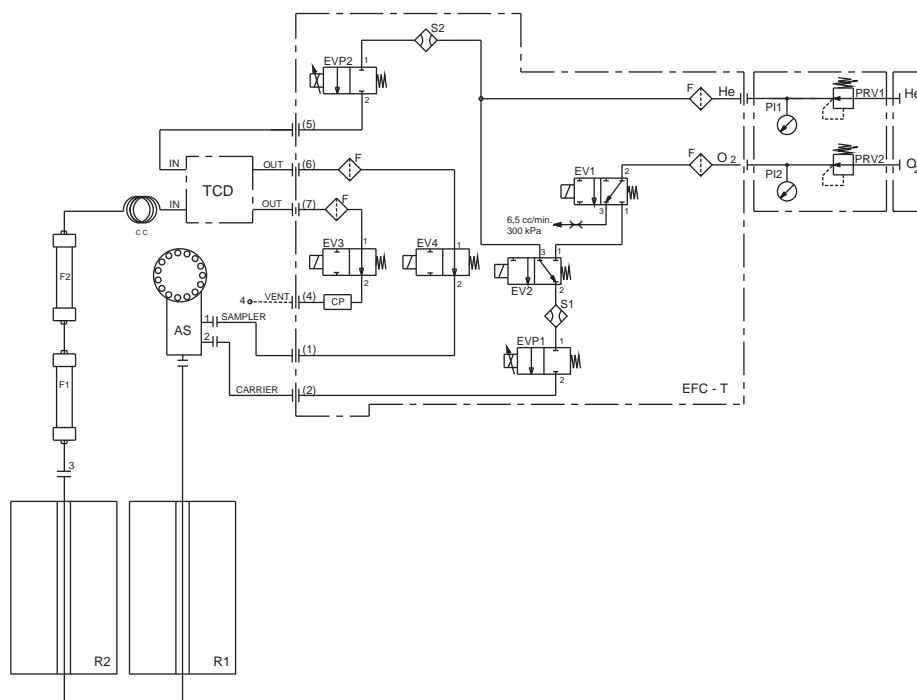 S2
EVP2
1
2
F
He
PRV1
He
PI1
(5)
IN
OUT
(6)
F
F
O 2
PRV2
O2
PI2
TCD
EV1
2
3
1
IN
OUT
(7)
F
6,5 cc/min.
300 kPa
C C
EV3
1
2
EV4
1
2
3
1
EV2
2
F2
4
VENT
(4)
CP
S1
AS
1
SAMPLER
2
(1)
EVP1
1
2
F1
CARRIER
(2)
EFC - T
3
R2
R1